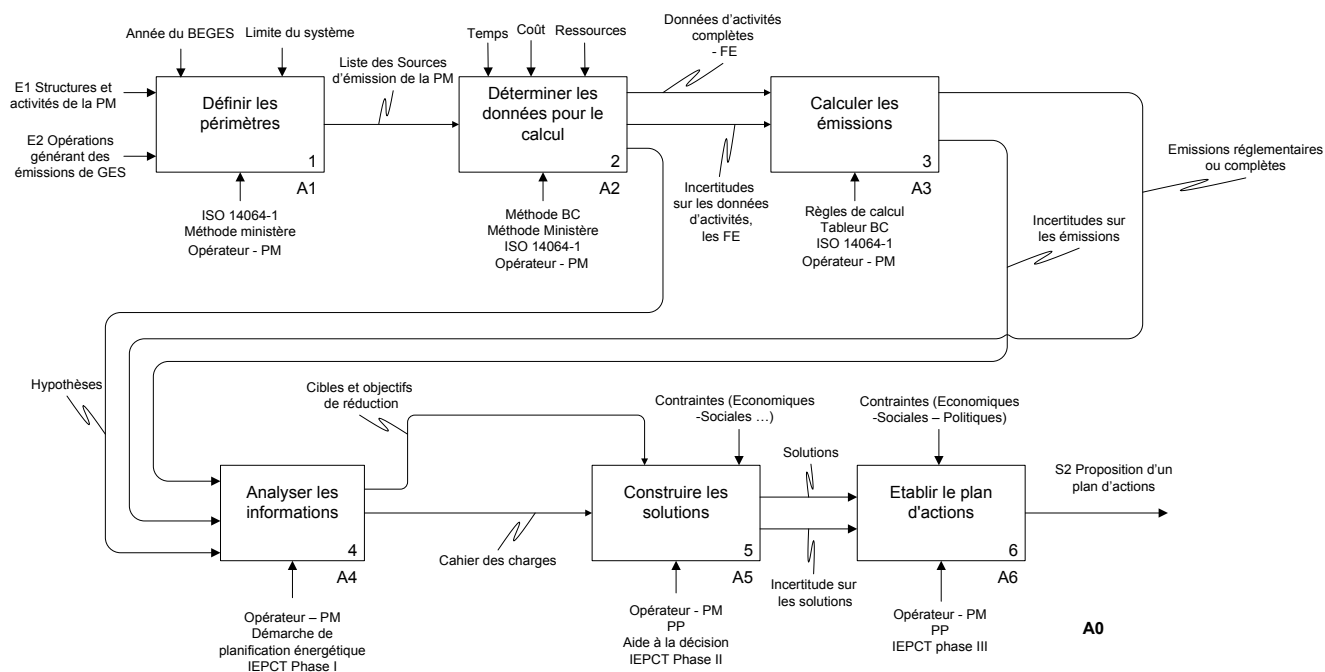 Année du BEGES
Limite du système
E1 Structures et
activités de la PM
E2 Opérations
générant des
émissions de GES
Définir les
périmètres
1
A1
ISO 14064-1
Méthode ministère
Opérateur - PM
Liste des Sources
d'émission de la PM
Temps
Coût
Ressources
Déterminer les
données pour le
calcul
2
A2
Méthode BC
Méthode Ministère
ISO 14064-1
Opérateur - PM
Données d'activités
complètes
- FE
Incertitudes
sur les données
d'activités,
les FE
Calculer les
émissions
3
A3
Règles de calcul
Tableur BC
ISO 14064-1
Opérateur - PM
Emissions réglementaires
ou complètes
Incertitudes sur
les émissions
Hypothèses
Cibles et objectifs
de réduction
Analyser les
informations
4
A4
Opérateur – PM
Démarche de
planification énergétique
IEPCT Phase I
Cahier des charges
Contraintes (Economiques
-Sociales ...)
Construire les
solutions
5
A5
Opérateur - PM
PP
Aide à la décision
IEPCT Phase II
Solutions
Incertitude sur
les solutions
Contraintes (Economiques
-Sociales – Politiques)
Etablir le plan
d'actions
6
A6
Opérateur - PM
PP
IEPCT phase III
S2 Proposition d'un
plan d'actions
A0